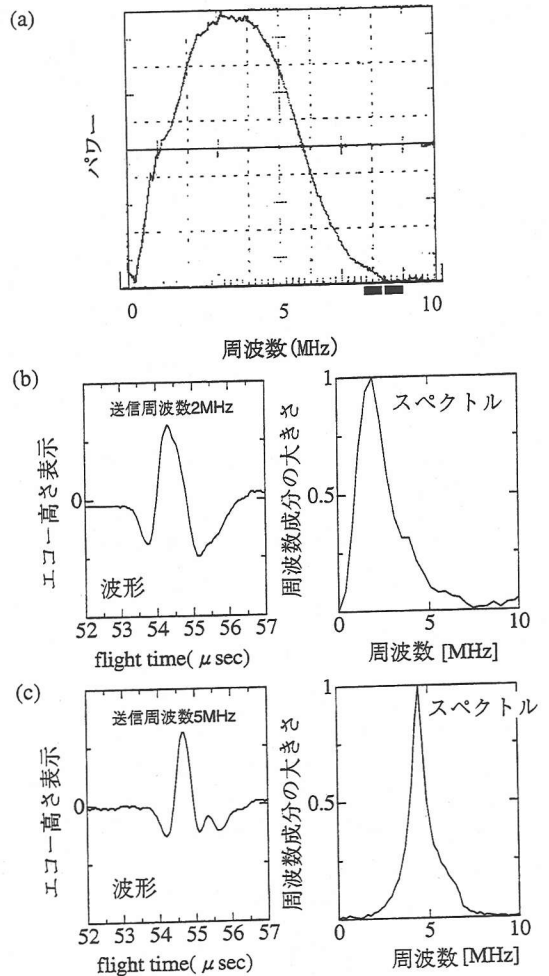 (a)
パワー
0 5 10
周波数(MHz)
(b)
送信周波数2MHz
エコー高さ表示
0
波形
52 53 54 55 56 57
flight time( μ sec)
スペクトル
周波数成分の大きさ
1
0.5
0 5 10
周波数 [MHz]
(c)
送信周波数5MHz
エコー高さ表示
0
波形
52 53 54 55 56 57
flight time( μ sec)
スペクトル
周波数成分の大きさ
1
0.5
0 5 10
周波数 [MHz]